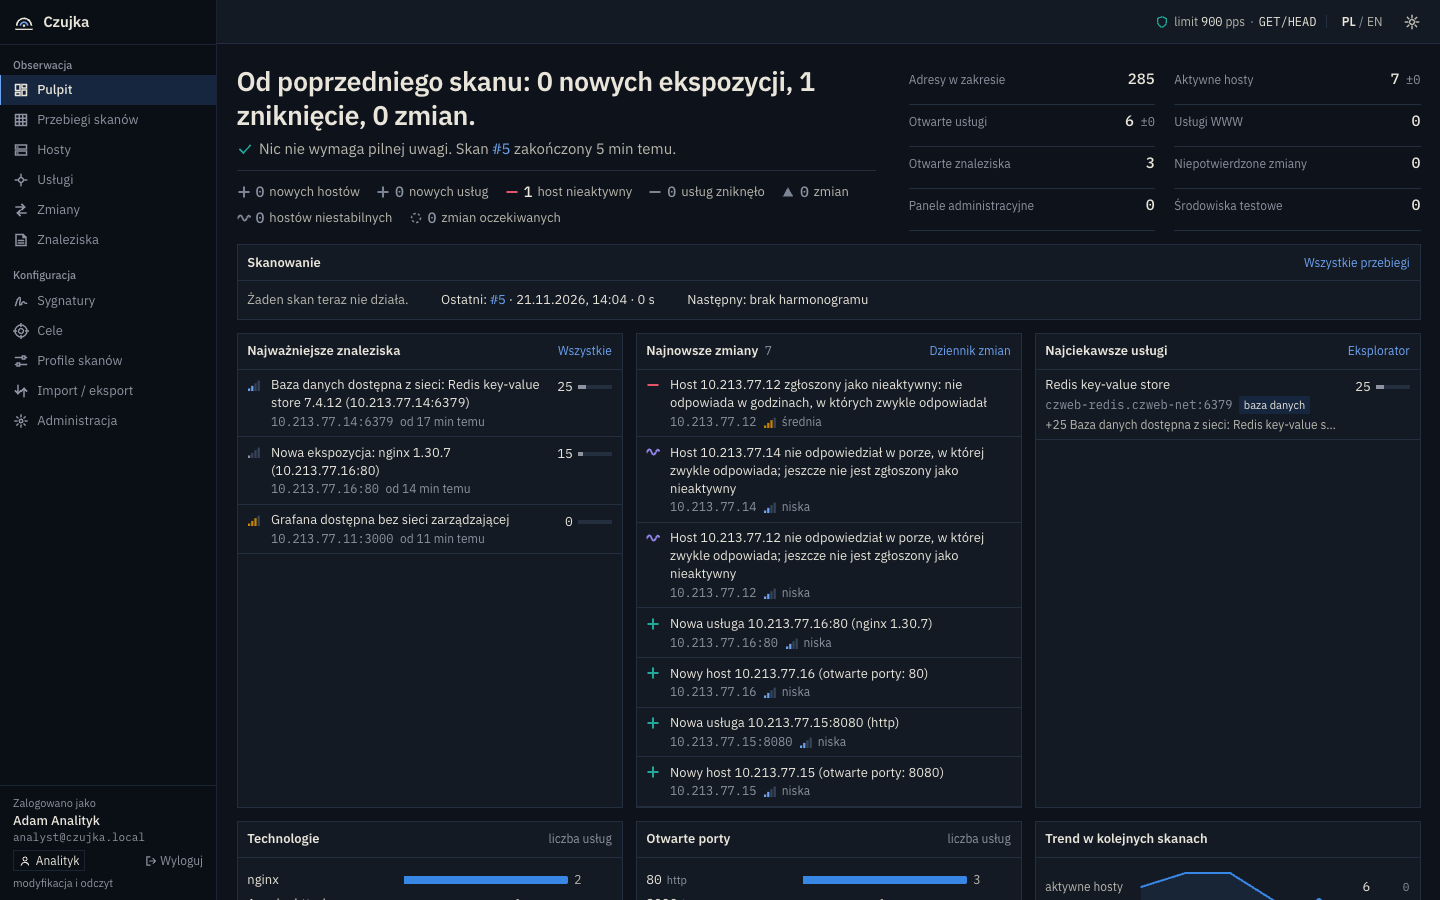 Czujka
limit 900 pps · GET/HEAD
PL / EN
Obserwacja
Pulpit
Przebiegi skanów
Hosty
Usługi
Zmiany
Znaleziska
Konfiguracja
Sygnatury
Cele
Profile skanów
Import / eksport
Administracja
Zalogowano jako
Adam Analityk
analyst@czujka.local
Analityk
Wyloguj
modyfikacja i odczyt
Od poprzedniego skanu: 0 nowych ekspozycji, 1
zniknięcie, 0 zmian.
Nic nie wymaga pilnej uwagi. Skan #5 zakończony 5 min temu.
0 nowych hostów
0 nowych usług
1 host nieaktywny
0 usług zniknęło
0 zmian
0 hostów niestabilnych
0 zmian oczekiwanych
Adresy w zakresie 285
Aktywne hosty 7 ±0
Otwarte usługi 6 ±0
Usługi WWW 0
Otwarte znaleziska 3
Niepotwierdzone zmiany 0
Panele administracyjne 0
Środowiska testowe 0
Skanowanie
Wszystkie przebiegi
Żaden skan teraz nie działa.
Ostatni: #5 · 21.11.2026, 14:04 · 0 s
Następny: brak harmonogramu
Najważniejsze znaleziska
Wszystkie
Baza danych dostępna z sieci: Redis key-value
store 7.4.12 (10.213.77.14:6379)
25
10.213.77.14:6379 od 17 min temu
Nowa ekspozycja: nginx 1.30.7
(10.213.77.16:80)
15
10.213.77.16:80 od 14 min temu
Grafana dostępna bez sieci zarządzającej
0
10.213.77.11:3000 od 11 min temu
Najnowsze zmiany 7
Dziennik zmian
Host 10.213.77.12 zgłoszony jako nieaktywny: nie
odpowiada w godzinach, w których zwykle odpowiadał
10.213.77.12 średnia
Host 10.213.77.14 nie odpowiedział w porze, w której
zwykle odpowiada; jeszcze nie jest zgłoszony jako
nieaktywny
10.213.77.14 niska
Host 10.213.77.12 nie odpowiedział w porze, w której
zwykle odpowiada; jeszcze nie jest zgłoszony jako
nieaktywny
10.213.77.12 niska
Nowa usługa 10.213.77.16:80 (nginx 1.30.7)
10.213.77.16:80 niska
Nowy host 10.213.77.16 (otwarte porty: 80)
10.213.77.16 niska
Nowa usługa 10.213.77.15:8080 (http)
10.213.77.15:8080 niska
Nowy host 10.213.77.15 (otwarte porty: 8080)
10.213.77.15 niska
Najciekawsze usługi
Eksplorator
Redis key-value store
25
czweb-redis.czweb-net:6379 baza danych
+25 Baza danych dostępna z sieci: Redis key-value s...
Technologie
liczba usług
nginx 2
Otwarte porty
liczba usług
80 http 3
Trend w kolejnych skanach
aktywne hosty 6 0